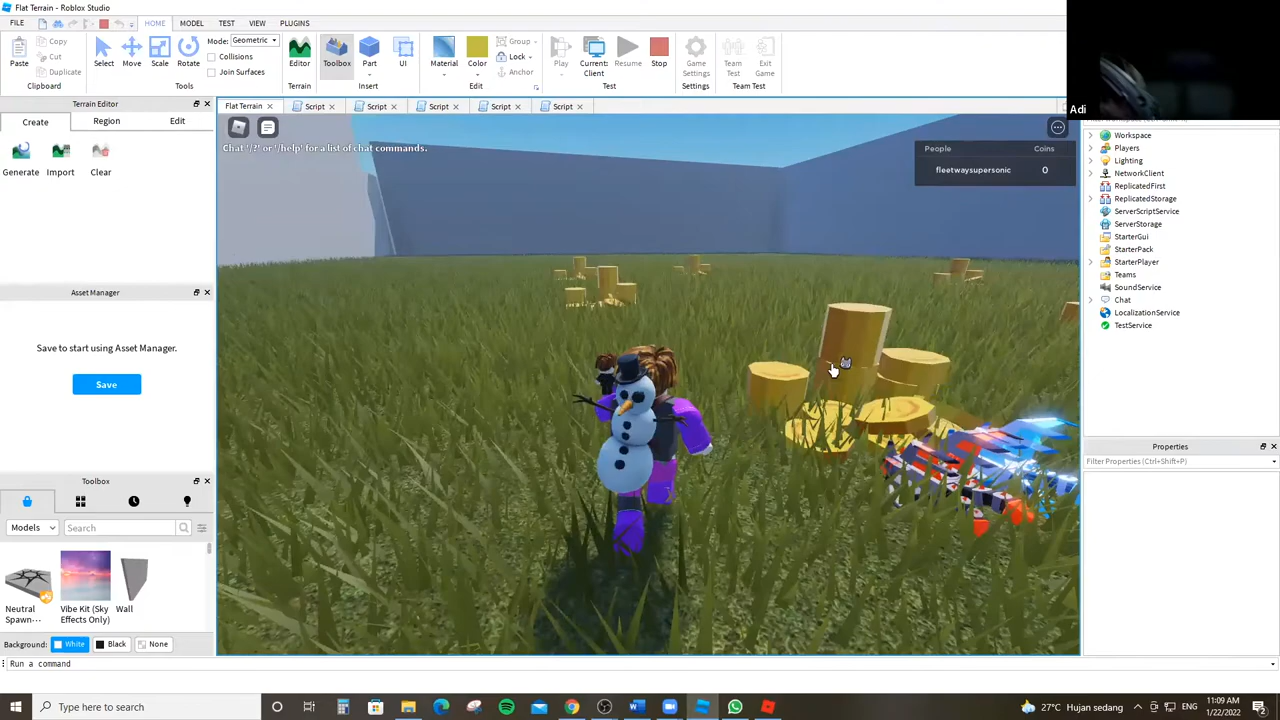 Flat Terrain - Roblox Studio
FILE HOME MODEL TEST VIEW PLUGINS
Paste
Copy
Cut
Duplicate
Clipboard
Select Move Scale Rotate
Mode: Geometric
Collisions
Join Surfaces
Tools
Editor
Terrain
Toolbox Part UI
Insert
Material Color
Group
Lock
Anchor
Edit
Play Current: Client Resume Stop
Test
Game Settings
Settings
Team Test Exit Game
Team Test
Adi
Terrain Editor
Create Region Edit
Generate Import Clear
Asset Manager
Save to start using Asset Manager.
Save
Toolbox
Models Search
Neutral Spawn... Vibe Kit (Sky Effects Only) Wall
Background: White Black None
Run a command
Flat Terrain Script Script Script Script Script
Chat '/?' or '/help' for a list of chat commands.
People Coins
fleetwaysupersonic 0
Workspace
Players
Lighting
NetworkClient
ReplicatedFirst
ReplicatedStorage
ServerScriptService
ServerStorage
StarterGui
StarterPack
StarterPlayer
Teams
SoundService
Chat
LocalizationService
TestService
Properties
Filter Properties (Ctrl+Shift+P)
Type here to search
27°C Hujan sedang
11:09 AM
1/22/2022
2